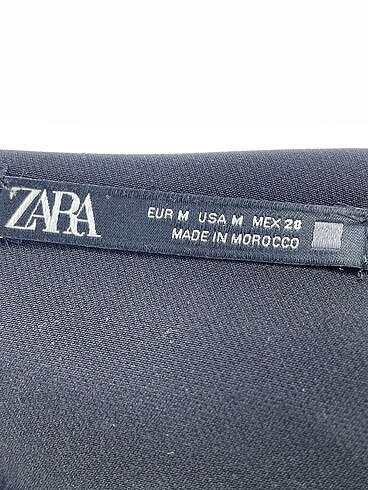 ZARA
EUR M USA M MEX 28
MADE IN MOROCCO